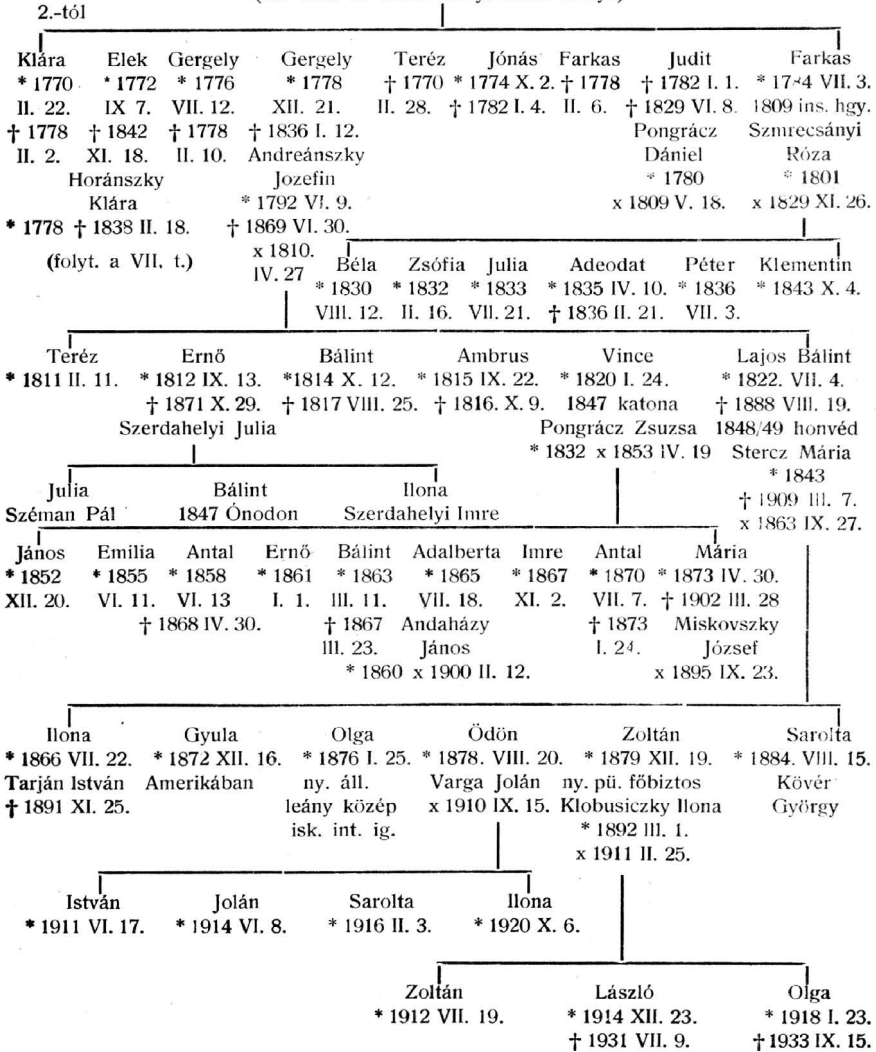 2.-tól
Klára Elek Gergely Gergely Teréz Jónás Farkas Judit Farkas
* 1770 * 1772 * 1776 * 1778 † 1770 * 1774 X. 2. † 1778 † 1782 I. 1. * 1784 VII. 3.
II. 22. IX 7. VII. 12. XII. 21. II. 28. † 1782 I. 4. II. 6. † 1829 VI. 8. 1809 ins. hgy.
† 1778 † 1842 † 1778 † 1836 I. 12. Pongrácz Szmrecsányi
II. 2. XI. 18. II. 10. Andreánszky Dániel Róza
Horánszky Jozefin * 1780 * 1801
Klára * 1792 VI. 9. x 1809 V. 18. x 1829 XI. 26.
* 1778 † 1838 II. 18. † 1869 VI. 30.
(folyt. a VII. t.) x 1810.
IV. 27
Béla Zsófia Julia Adeodat Péter Klementin
* 1830 * 1832 * 1833 * 1835 IV. 10. * 1836 * 1843 X. 4.
VIII. 12. II. 16. VII. 21. † 1836 II. 21. VII. 3.
Teréz Ernő Bálint Ambrus Vince Lajos Bálint
* 1811 II. 11. * 1812 IX. 13. *1814 X. 12. * 1815 IX. 22. * 1820 I. 24. * 1822. VII. 4.
† 1871 X. 29. † 1817 VIII. 25. † 1816. X. 9. 1847 katona † 1888 VIII. 19.
Szerdahelyi Julia Pongrácz Zsuzsa 1848/49 honvéd
* 1832 x 1853 IV. 19 Stercz Mária
* 1843
† 1909 III. 7.
x 1863 IX. 27.
Julia Bálint Ilona
Széman Pál 1847 Ónodon Szerdahelyi Imre
János Emilia Antal Ernő Bálint Adalberta Imre Antal Mária
* 1852 * 1855 * 1858 * 1861 * 1863 * 1865 * 1867 * 1870 * 1873 IV. 30.
XII. 20. VI. 11. VI. 13 I. 1. III. 11. VII. 18. XI. 2. VII. 7. † 1902 III. 28
† 1868 IV. 30. † 1867 Andaházy † 1873 Miskovszky
III. 23. János I. 24. József
* 1860 x 1900 II. 12. x 1895 IX. 23.
Ilona Gyula Olga Ödön Zoltán Sarolta
* 1866 VII. 22. * 1872 XII. 16. * 1876 I. 25. * 1878. VIII. 20. * 1879 XII. 19. * 1884. VIII. 15.
Tarján István Amerikában ny. áll. Varga Jolán ny. pü. főbiztos Kövér
† 1891 XI. 25. leány közép x 1910 IX. 15. Klobusiczky Ilona György
isk. int. ig. * 1892 III. 1.
x 1911 II. 25.
István Jolán Sarolta Ilona
* 1911 VI. 17. * 1914 VI. 8. * 1916 II. 3. * 1920 X. 6.
Zoltán László Olga
* 1912 VII. 19. * 1914 XII. 23. * 1918 I. 23.
† 1931 VII. 9. † 1933 IX. 15.